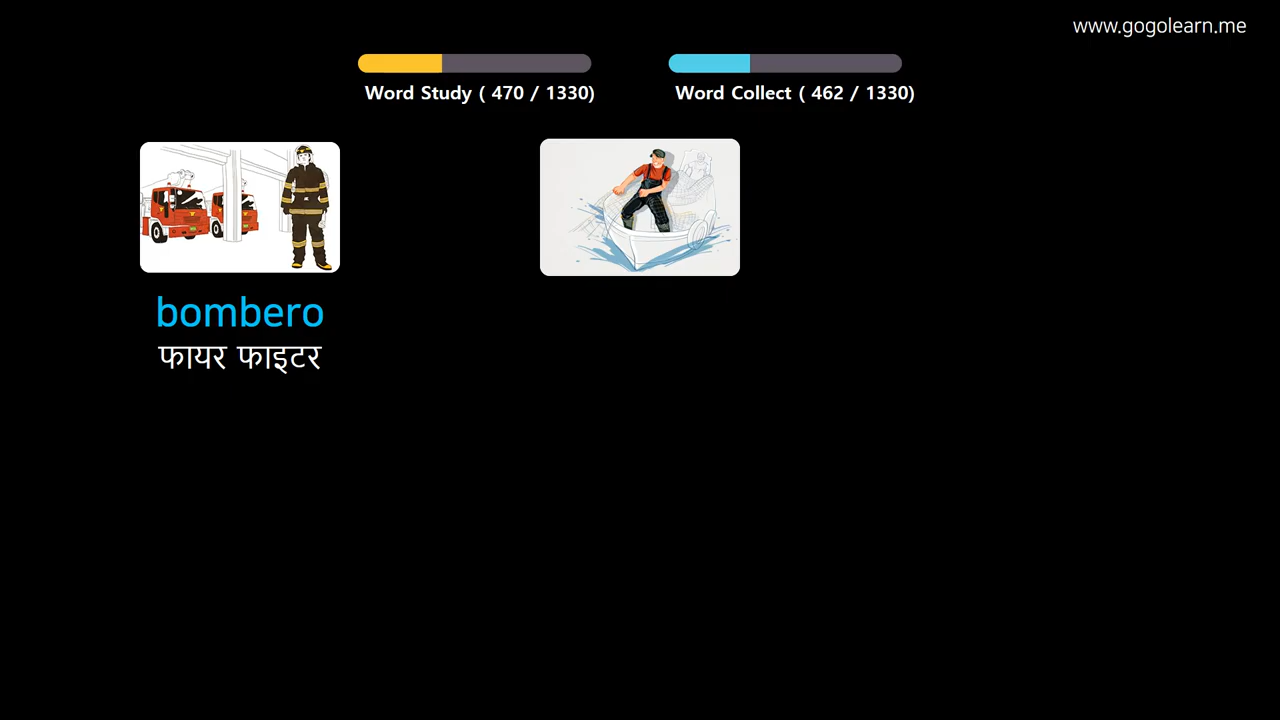 www.gogolearn.me
Word Study ( 470 / 1330)
Word Collect ( 462 / 1330)
bombero
फायर फाइटर